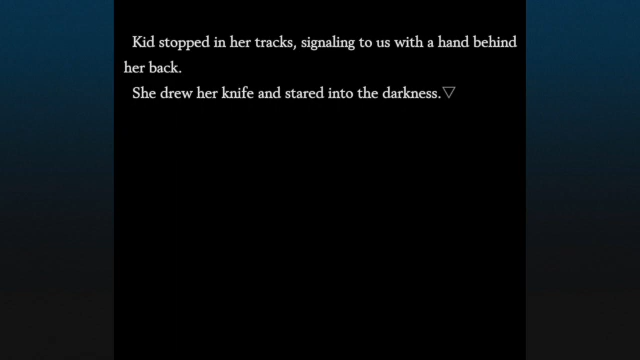 Kid stopped in her tracks, signaling to us with a hand behind
her back.
She drew her knife and stared into the darkness.▽